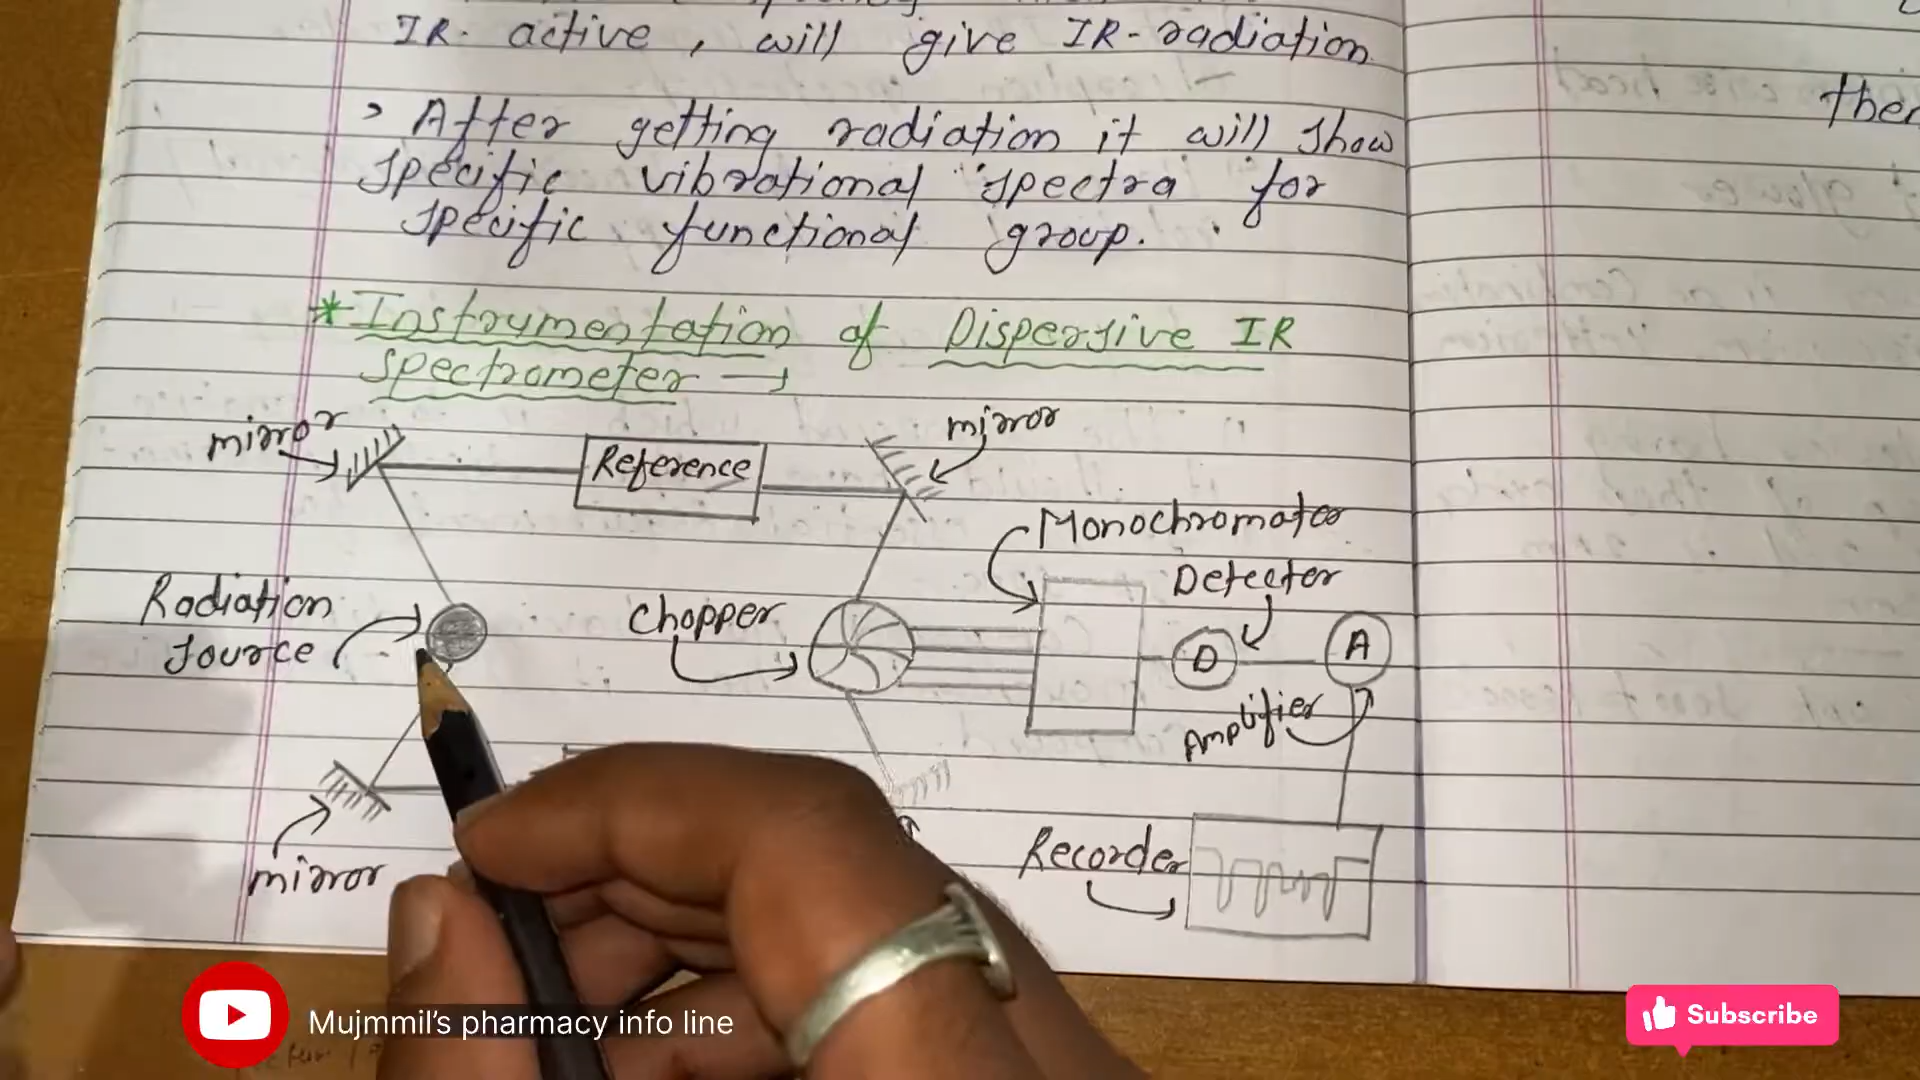 IR- active, will give IR-radiation
> After getting radiation it will show
specific vibrational spectra for
specific functional group.
* Instrumentation of Dispersive IR
spectrometer →
mirror
Reference
mirror
Monochromator
Detector
Radiation
source
Chopper
D
A
Amplifier
mirror
Recorder
then
Mujmmil's pharmacy info line
Subscribe